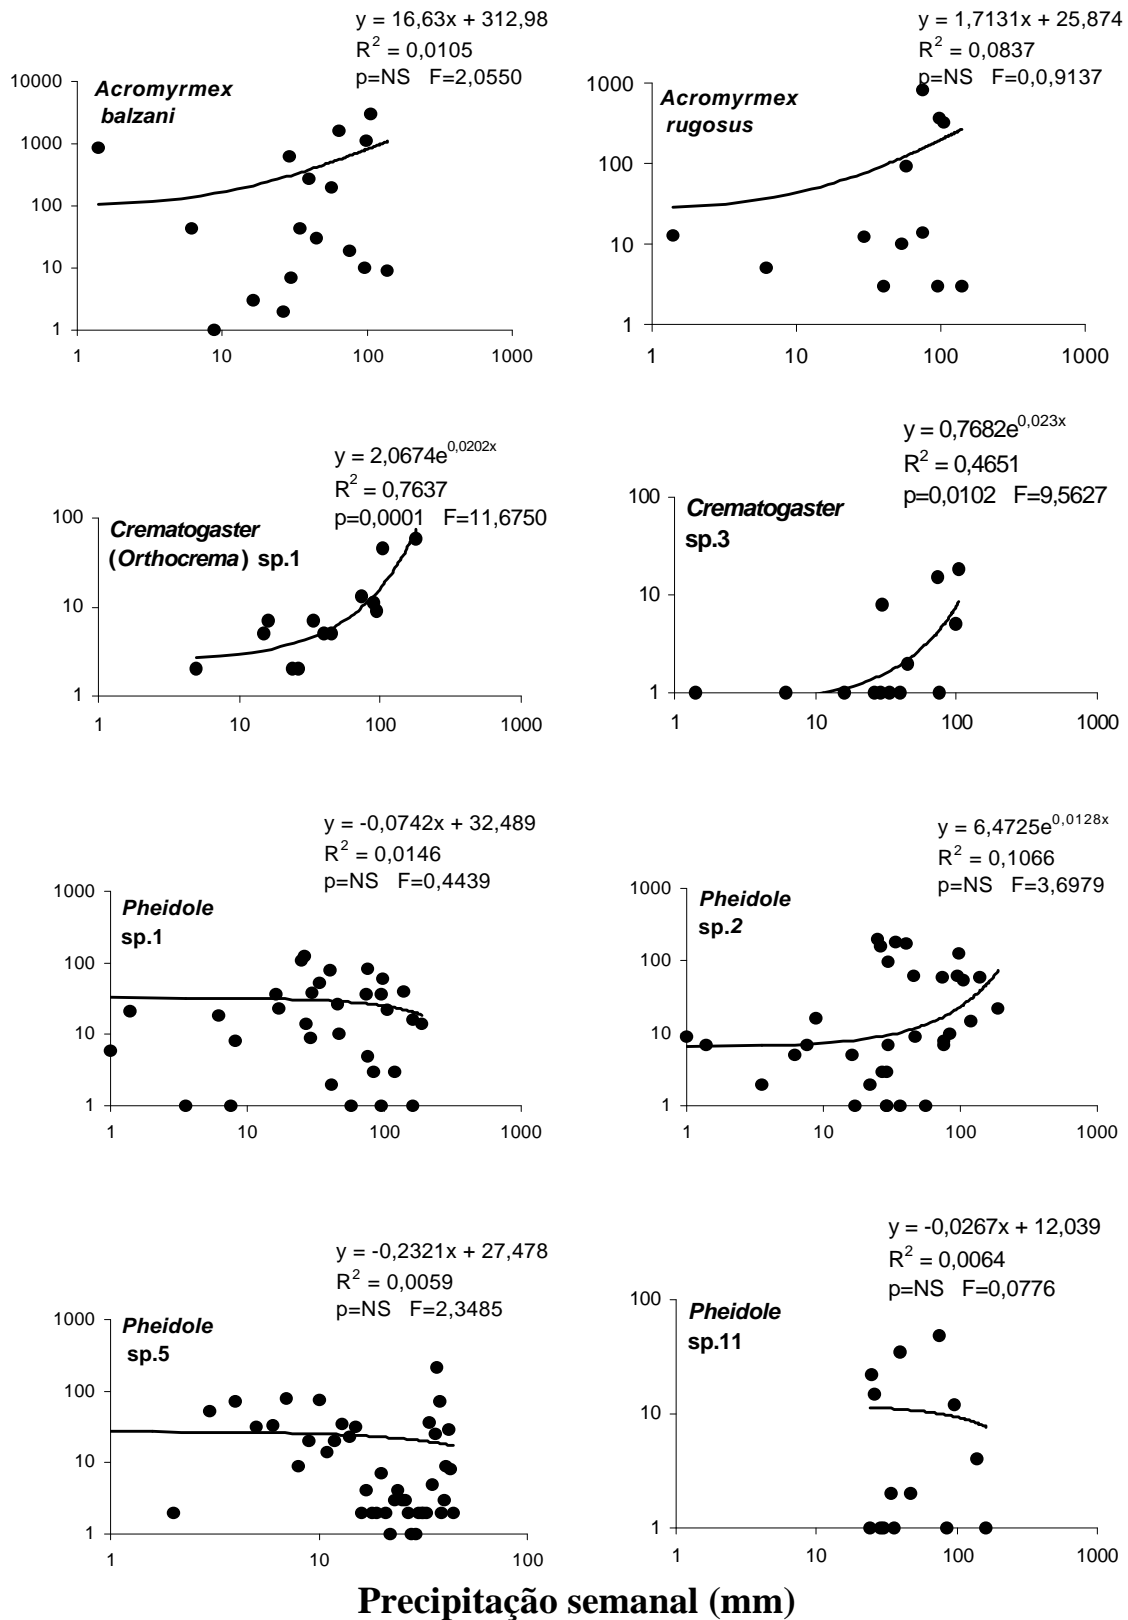 y = 16,63x + 312,98
R² = 0,0105
p=NS F=2,0550
Acromyrmex
balzani
10000
1000
100
10
1
1 10 100 1000
y = 1,7131x + 25,874
R² = 0,0837
p=NS F=0,0,9137
Acromyrmex
rugosus
1000
100
10
1
1 10 100 1000
y = 2,0674e^0,0202x
R² = 0,7637
p=0,0001 F=11,6750
Crematogaster
(Orthocrema) sp.1
100
10
1
1 10 100 1000
y = 0,7682e^0,023x
R² = 0,4651
p=0,0102 F=9,5627
Crematogaster
sp.3
100
10
1
1 10 100 1000
y = -0,0742x + 32,489
R² = 0,0146
p=NS F=0,4439
Pheidole
sp.1
1000
100
10
1
1 10 100 1000
y = 6,4725e^0,0128x
R² = 0,1066
p=NS F=3,6979
Pheidole
sp.2
1000
100
10
1
1 10 100 1000
y = -0,2321x + 27,478
R² = 0,0059
p=NS F=2,3485
Pheidole
sp.5
1000
100
10
1
1 10 100
y = -0,0267x + 12,039
R² = 0,0064
p=NS F=0,0776
Pheidole
sp.11
100
10
1
1 10 100 1000
Precipitação semanal (mm)